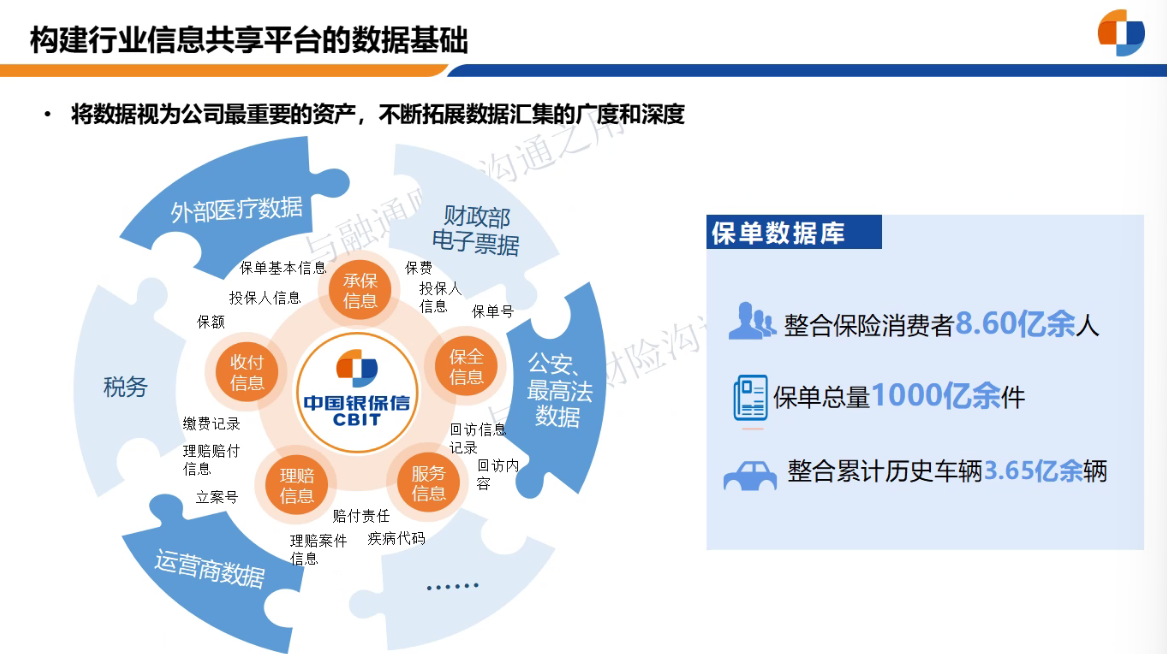 构建行业信息共享平台的数据基础
• 将数据视为公司最重要的资产，不断拓展数据汇集的广度和深度
外部医疗数据
财政部
电子票据
公安、
最高法
数据
......
运营商数据
税务
保单基本信息
投保人信息
保额
承保
信息
保费
投保人
信息
保单号
收付
信息
保全
信息
中国银保信
CBIT
缴费记录
理赔赔付
信息
立案号
回访信息
记录
回访内
容
理赔
信息
服务
信息
赔付责任
理赔案件
信息
疾病代码
保单数据库
整合保险消费者8.60亿余人
保单总量1000亿余件
整合累计历史车辆3.65亿余辆
沟通之用
与融通财
财险沟通